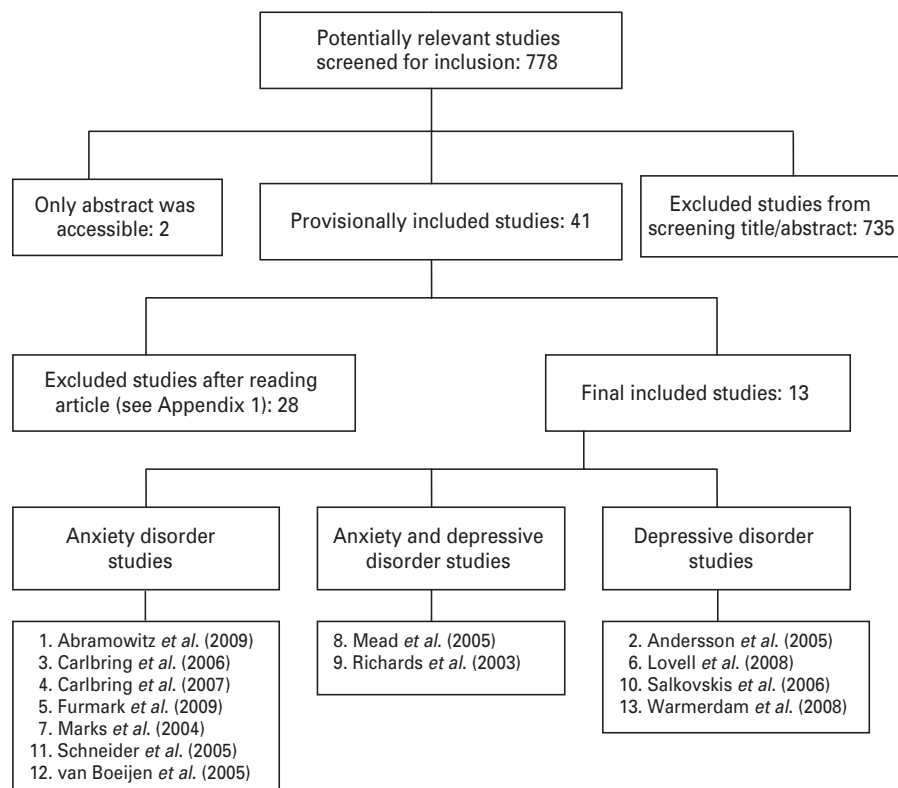 Potentially relevant studies
screened for inclusion: 778
Only abstract was
accessible: 2
Provisionally included studies: 41
Excluded studies from
screening title/abstract: 735
Excluded studies after reading
article (see Appendix 1): 28
Final included studies: 13
Anxiety disorder
studies
Anxiety and depressive
disorder studies
Depressive disorder
studies
1. Abramowitz et al. (2009)
3. Carlbring et al. (2006)
4. Carlbring et al. (2007)
5. Furmark et al. (2009)
7. Marks et al. (2004)
11. Schneider et al. (2005)
12. van Boeijen et al. (2005)
8. Mead et al. (2005)
9. Richards et al. (2003)
2. Andersson et al. (2005)
6. Lovell et al. (2008)
10. Salkovskis et al. (2006)
13. Warmerdam et al. (2008)